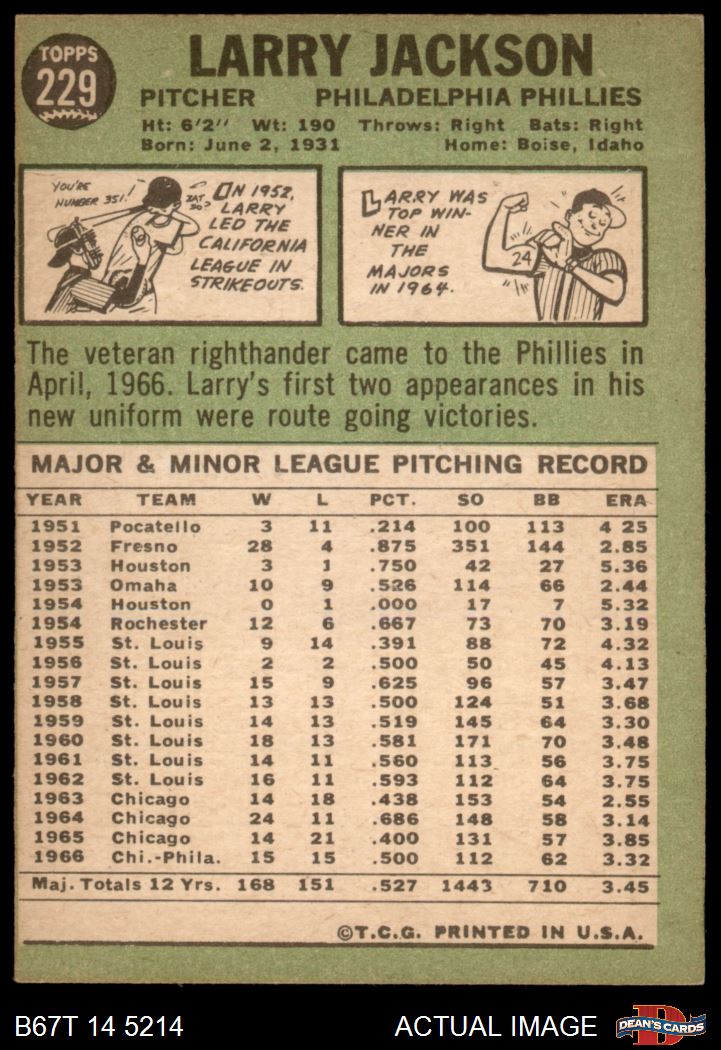 TOPPS
229
LARRY JACKSON
PITCHER PHILADELPHIA PHILLIES
Ht: 6'2" Wt: 190 Throws: Right Bats: Right
Born: June 2, 1931 Home: Boise, Idaho
YOU'RE
NUMBER 351!
ZAT
SO?
ON 1952,
LARRY
LED THE
CALIFORNIA
LEAGUE IN
STRIKEOUTS.
LARRY WAS
TOP WIN-
NER IN
THE
MAJORS
IN 1964.
24
The veteran righthander came to the Phillies in
April, 1966. Larry's first two appearances in his
new uniform were route going victories.
MAJOR & MINOR LEAGUE PITCHING RECORD
YEAR TEAM W L PCT. SO BB ERA
1951 Pocatello 3 11 .214 100 113 4 25
1952 Fresno 28 4 .875 351 144 2.85
1953 Houston 3 1 .750 42 27 5.36
1953 Omaha 10 9 .526 114 66 2.44
1954 Houston 0 1 .000 17 7 5.32
1954 Rochester 12 6 .667 73 70 3.19
1955 St. Louis 9 14 .391 88 72 4.32
1956 St. Louis 2 2 .500 50 45 4.13
1957 St. Louis 15 9 .625 96 57 3.47
1958 St. Louis 13 13 .500 124 51 3.68
1959 St. Louis 14 13 .519 145 64 3.30
1960 St. Louis 18 13 .581 171 70 3.48
1961 St. Louis 14 11 .560 113 56 3.75
1962 St. Louis 16 11 .593 112 64 3.75
1963 Chicago 14 18 .438 153 54 2.55
1964 Chicago 24 11 .686 148 58 3.14
1965 Chicago 14 21 .400 131 57 3.85
1966 Chi.-Phila. 15 15 .500 112 62 3.32
Maj. Totals 12 Yrs. 168 151 .527 1443 710 3.45
©T.C.G. PRINTED IN U.S.A.
B67T 14 5214 ACTUAL IMAGE
D
DEAN'S CARDS